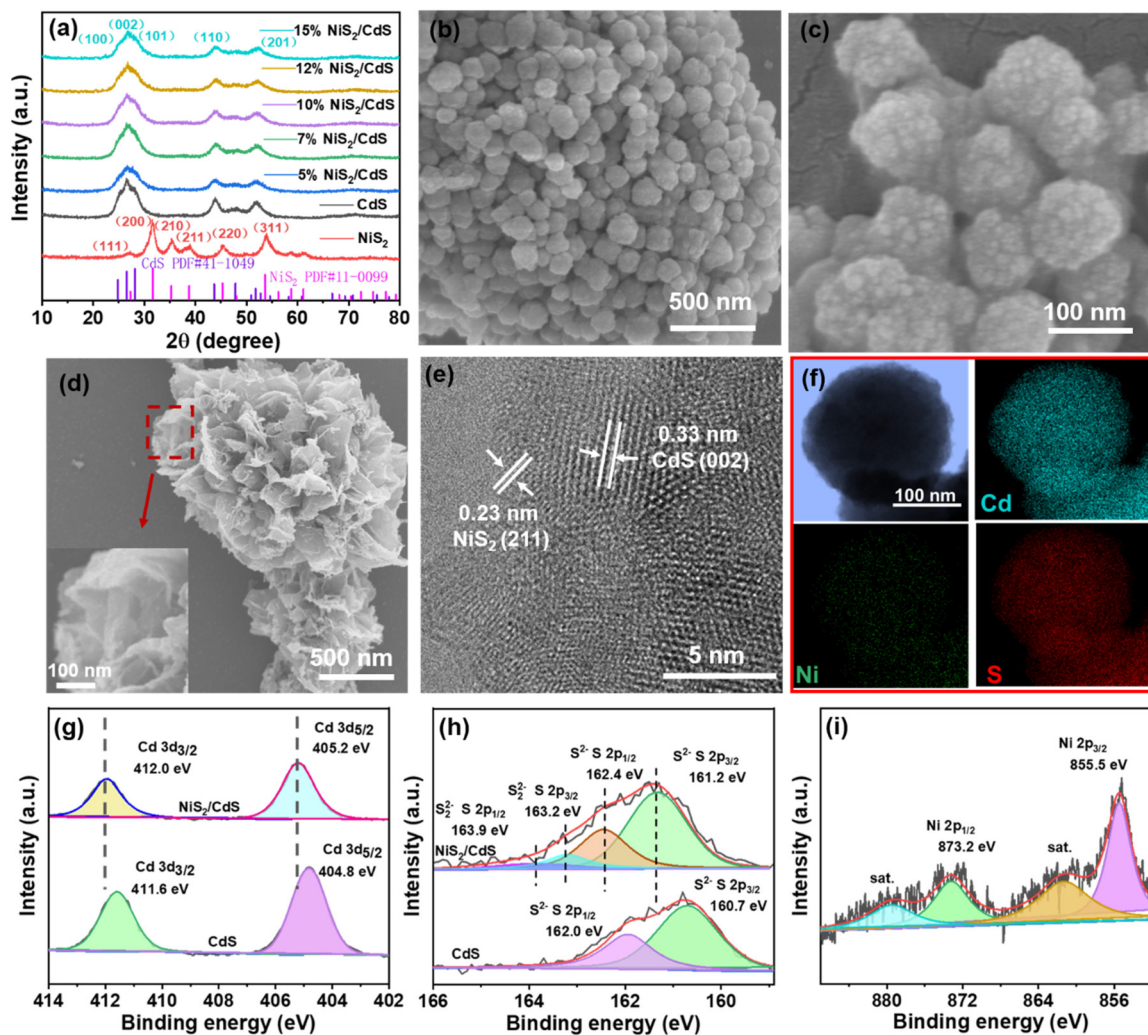 (a)
(002)
(100)
(101)
(110)
(201)
15% NiS₂/CdS
12% NiS₂/CdS
10% NiS₂/CdS
7% NiS₂/CdS
5% NiS₂/CdS
CdS
NiS₂
(111)
(200)
(210)
(211)
(220)
(311)
CdS PDF#41-1049
NiS₂ PDF#11-0099
Intensity (a.u.)
10 20 30 40 50 60 70 80
2θ (degree)
(b)
500 nm
(c)
100 nm
(d)
100 nm
500 nm
(e)
0.23 nm
NiS₂ (211)
0.33 nm
CdS (002)
5 nm
(f)
100 nm
Cd
Ni
S
(g)
Cd 3d₃/₂
412.0 eV
Cd 3d₅/₂
405.2 eV
NiS₂/CdS
Cd 3d₃/₂
411.6 eV
Cd 3d₅/₂
404.8 eV
CdS
Intensity (a.u.)
414 412 410 408 406 404 402
Binding energy (eV)
(h)
S₂²⁻ S 2p₁/₂
163.9 eV
S₂²⁻ S 2p₃/₂
163.2 eV
S²⁻ S 2p₁/₂
162.4 eV
S²⁻ S 2p₃/₂
161.2 eV
NiS₂/CdS
S²⁻ S 2p₁/₂
162.0 eV
S²⁻ S 2p₃/₂
160.7 eV
CdS
Intensity (a.u.)
166 164 162 160
Binding energy (eV)
(i)
Ni 2p₃/₂
855.5 eV
Ni 2p₁/₂
873.2 eV
sat.
sat.
Intensity (a.u.)
880 872 864 856
Binding energy (eV)